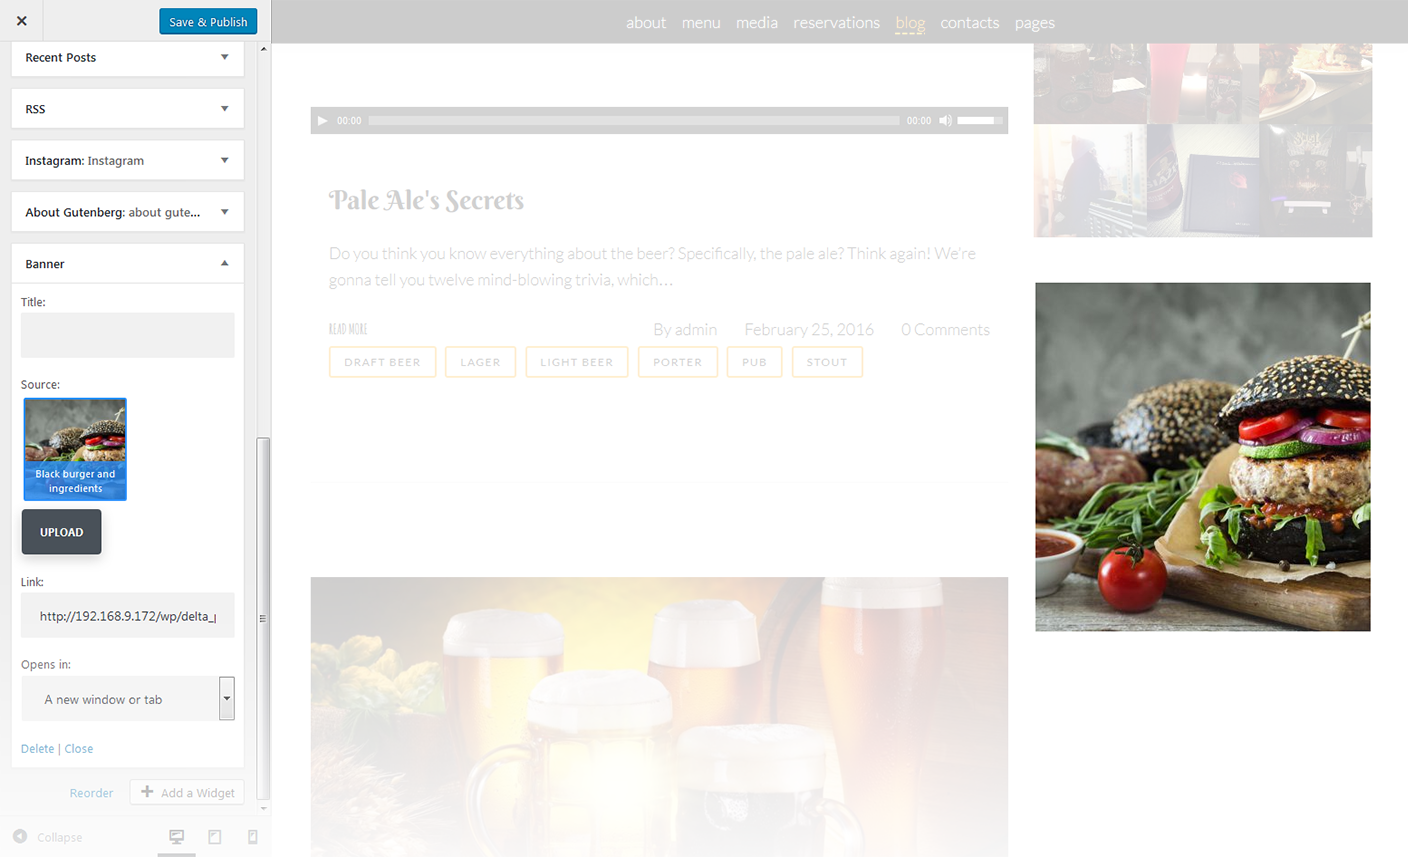 Save & Publish
Recent Posts
RSS
Instagram: Instagram
About Gutenberg: about gute...
Banner
Title:
Source:
Black burger and
ingredients
UPLOAD
Link:
http://192.168.9.172/wp/delta_p
Opens in:
A new window or tab
Delete | Close
Reorder
Add a Widget
Collapse
about menu media reservations blog contacts pages
00:00 00:00
Pale Ale's Secrets
Do you think you know everything about the beer? Specifically, the pale ale? Think again! We're
gonna tell you twelve mind-blowing trivia, which...
READ MORE By admin February 25, 2016 0 Comments
DRAFT BEER LAGER LIGHT BEER PORTER PUB STOUT